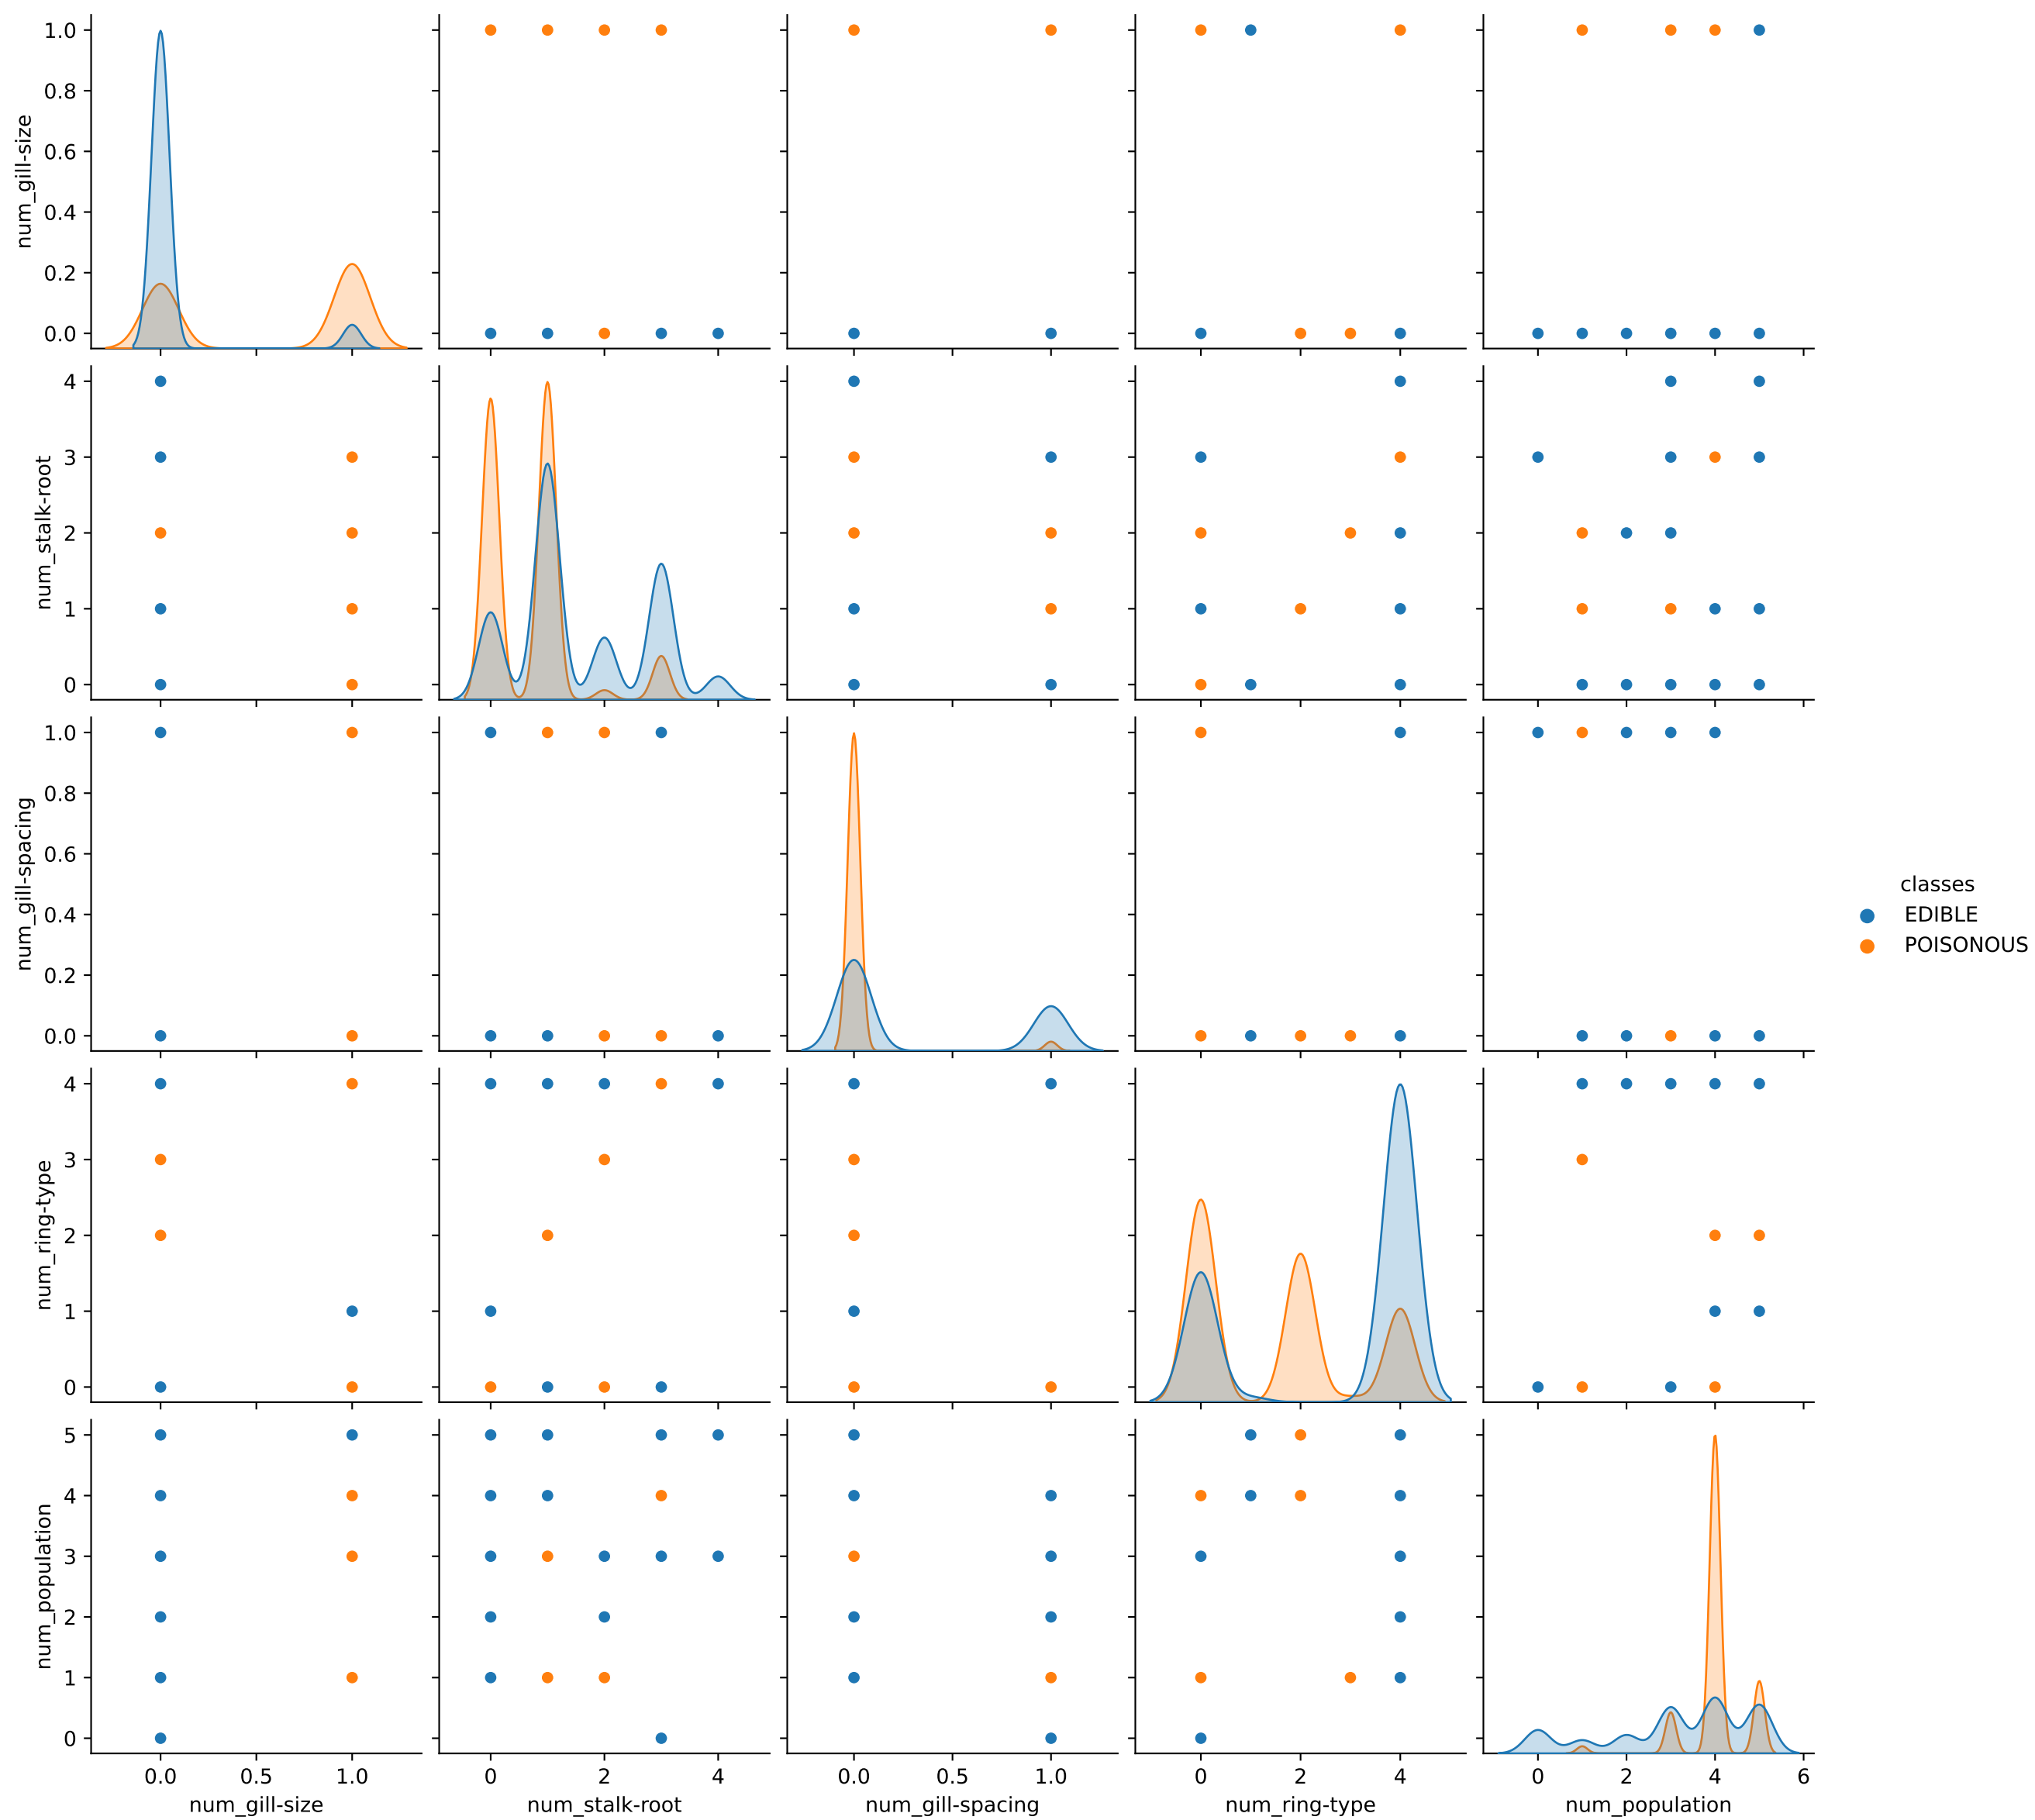 num_gill-size
1.0
0.8
0.6
0.4
0.2
0.0
num_stalk-root
4
3
2
1
0
num_gill-spacing
1.0
0.8
0.6
0.4
0.2
0.0
classes
EDIBLE
POISONOUS
num_ring-type
4
3
2
1
0
num_population
5
4
3
2
1
0
0.0 0.5 1.0
0 2 4
0.0 0.5 1.0
0 2 4
0 2 4 6
num_gill-size
num_stalk-root
num_gill-spacing
num_ring-type
num_population